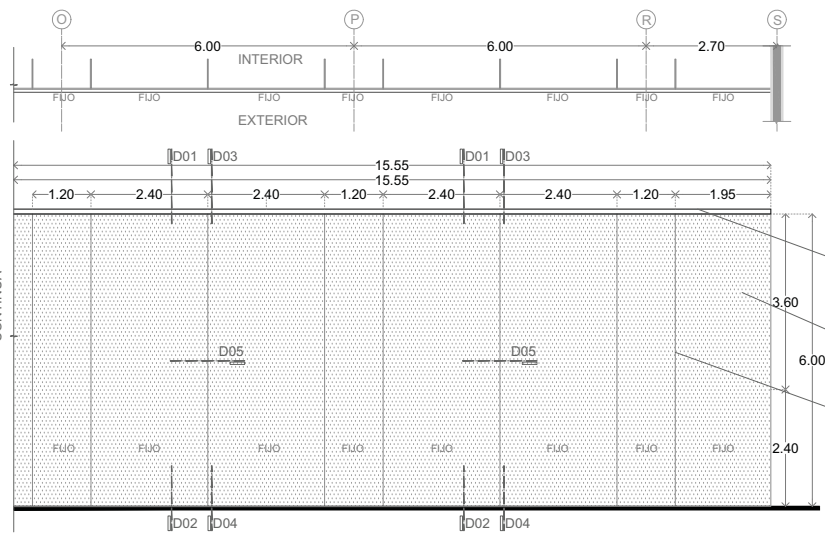 O P R S
6.00 6.00 2.70
INTERIOR
FIJO FIJO FIJO FIJO FIJO FIJO FIJO FIJO
EXTERIOR
D01 D03 D01 D03
15.55
15.55
1.20 2.40 2.40 1.20 2.40 2.40 1.20 1.95
3.60
D05 D05
6.00
FIJO FIJO FIJO FIJO FIJO FIJO FIJO FIJO
2.40
D02 D04 D02 D04